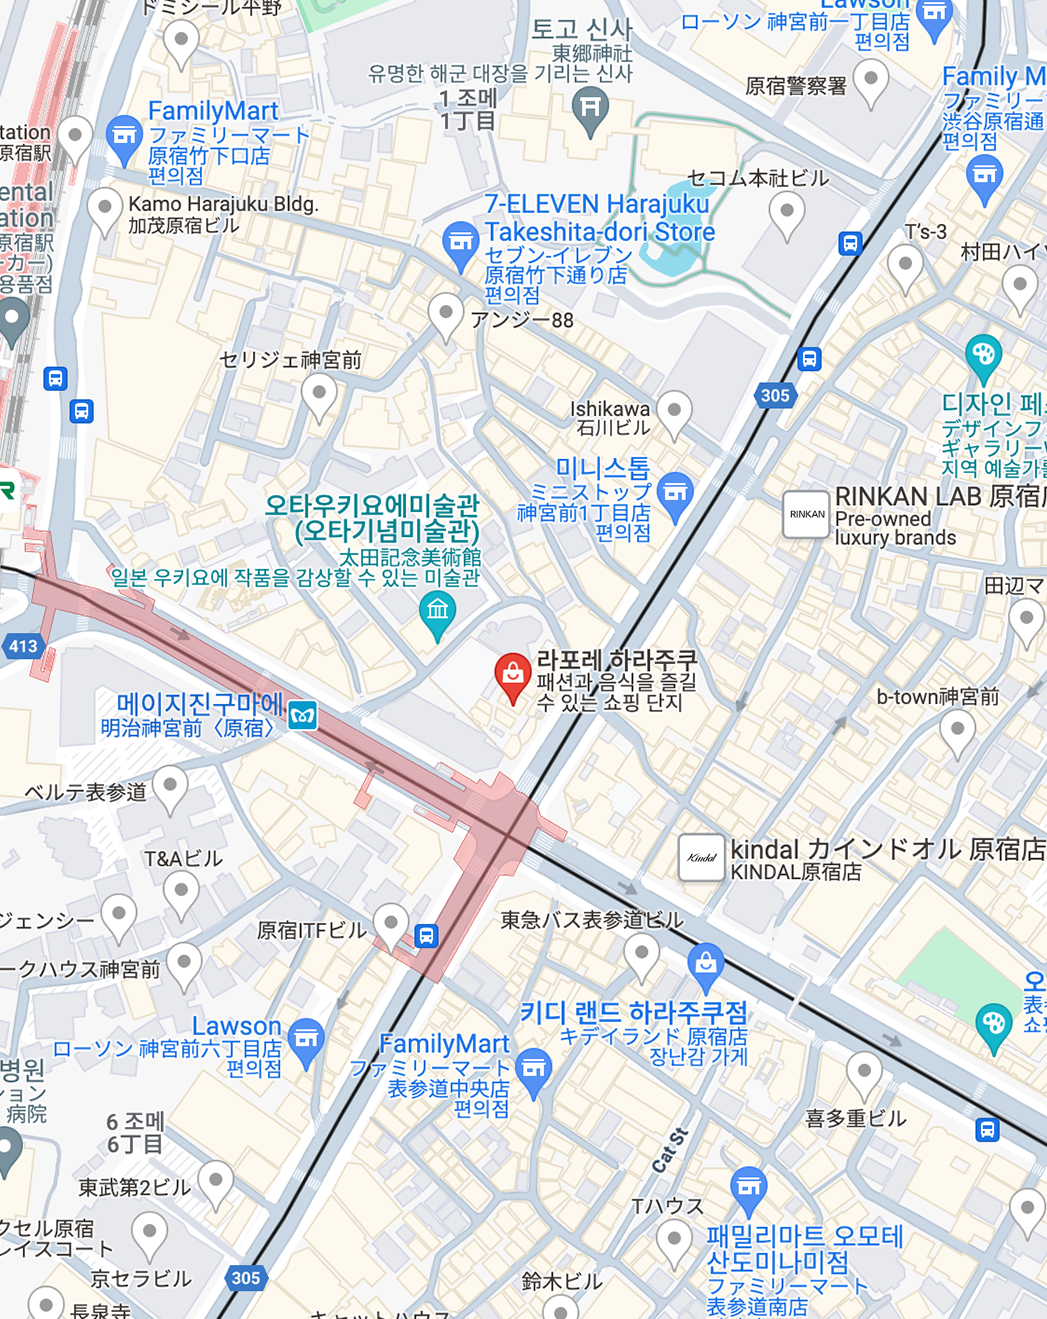 ドミシール平野
Lawson
ローソン 神宮前一丁目店
편의점
토고 신사
東郷神社
유명한 해군 대장을 기리는 신사
原宿警察署
Family M
ファミリー
渋谷原宿通
편의점
FamilyMart
ファミリーマート
原宿竹下口店
편의점
1 조메
1丁目
tation
原宿駅
セコム本社ビル
ental
ation
原宿駅
ーカー)
용품점
Kamo Harajuku Bldg.
加茂原宿ビル
7-ELEVEN Harajuku
Takeshita-dori Store
セブン-イレブン
原宿竹下通り店
편의점
T's-3
村田ハイツ
アンジー88
セリジェ神宮前
305
Ishikawa
石川ビル
디자인 페
デザインフ
ギャラリー
지역 예술가
미니스톱
ミニストップ
神宮前1丁目店
편의점
RINKAN
RINKAN LAB 原宿
Pre-owned
luxury brands
R
오타우키요에미술관
(오타기념미술관)
太田記念美術館
일본 우키요에 작품을 감상할 수 있는 미술관
田辺マ
413
라포레 하라주쿠
패션과 음식을 즐길
수 있는 쇼핑 단지
메이지진구마에
明治神宮前〈原宿〉
b-town神宮前
ベルテ表参道
T&Aビル
Kindal
kindal カインドオル 原宿店
KINDAL原宿店
ジェンシー
原宿ITFビル
東急バス表参道ビル
ークハウス神宮前
키디 랜드 하라주쿠점
キデイランド 原宿店
장난감 가게
오
表参
쇼핑
Lawson
ローソン 神宮前六丁目店
편의점
FamilyMart
ファミリーマート
表参道中央店
편의점
병원
ション
病院
喜多重ビル
6 조메
6丁目
Cat St
東武第2ビル
Tハウス
패밀리마트 오모테
산도미나미점
ファミリーマート
表参道南店
クセル原宿
レイスコート
京セラビル
305
鈴木ビル
長泉寺
キャットハウス